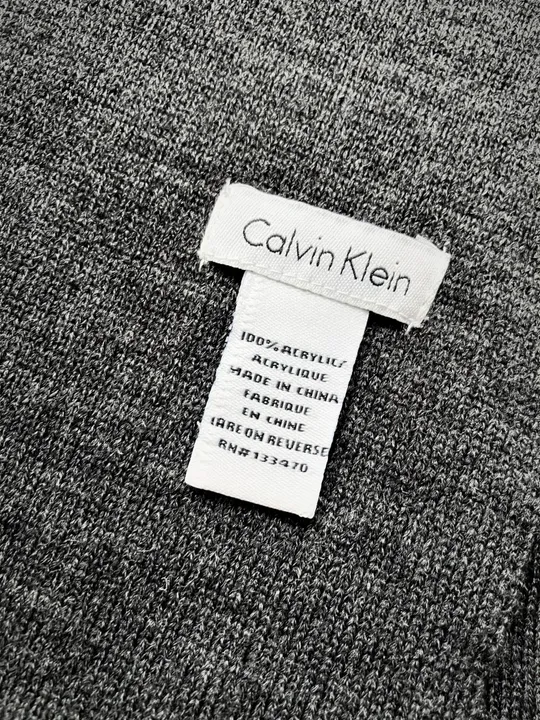 Calvin Klein
100% ACRYLIC/
ACRYLIQUE
MADE IN CHINA
FABRIQUE
EN CHINE
CARE ON REVERSE
RN#133470